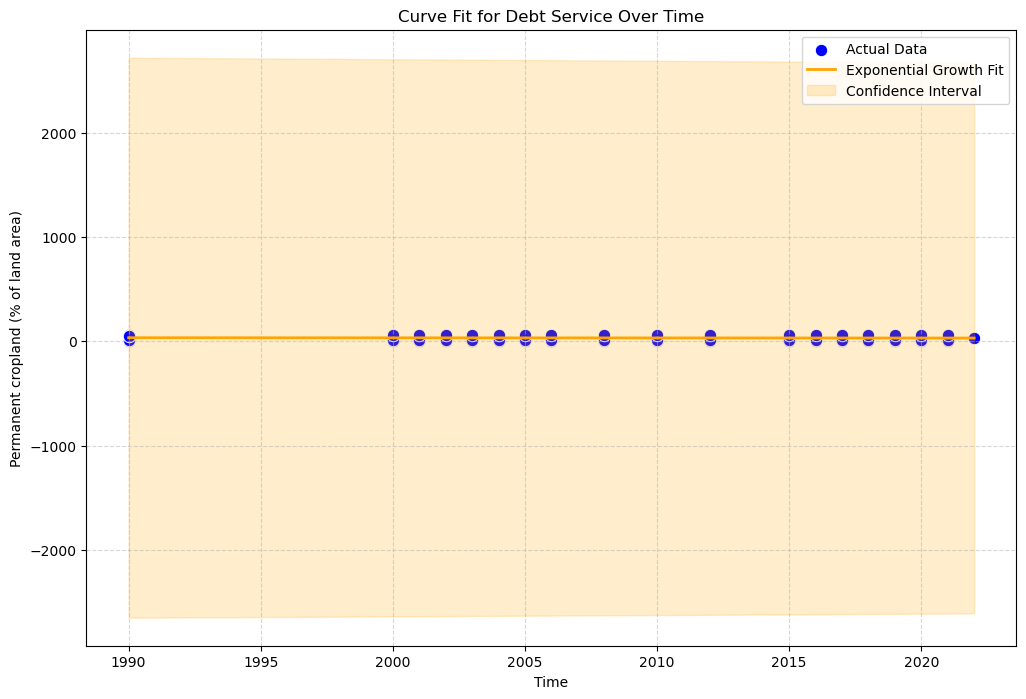 Curve Fit for Debt Service Over Time
Actual Data
Exponential Growth Fit
Confidence Interval
Permanent cropland (% of land area)
2000
1000
0
−1000
−2000
1990
1995
2000
2005
2010
2015
2020
Time